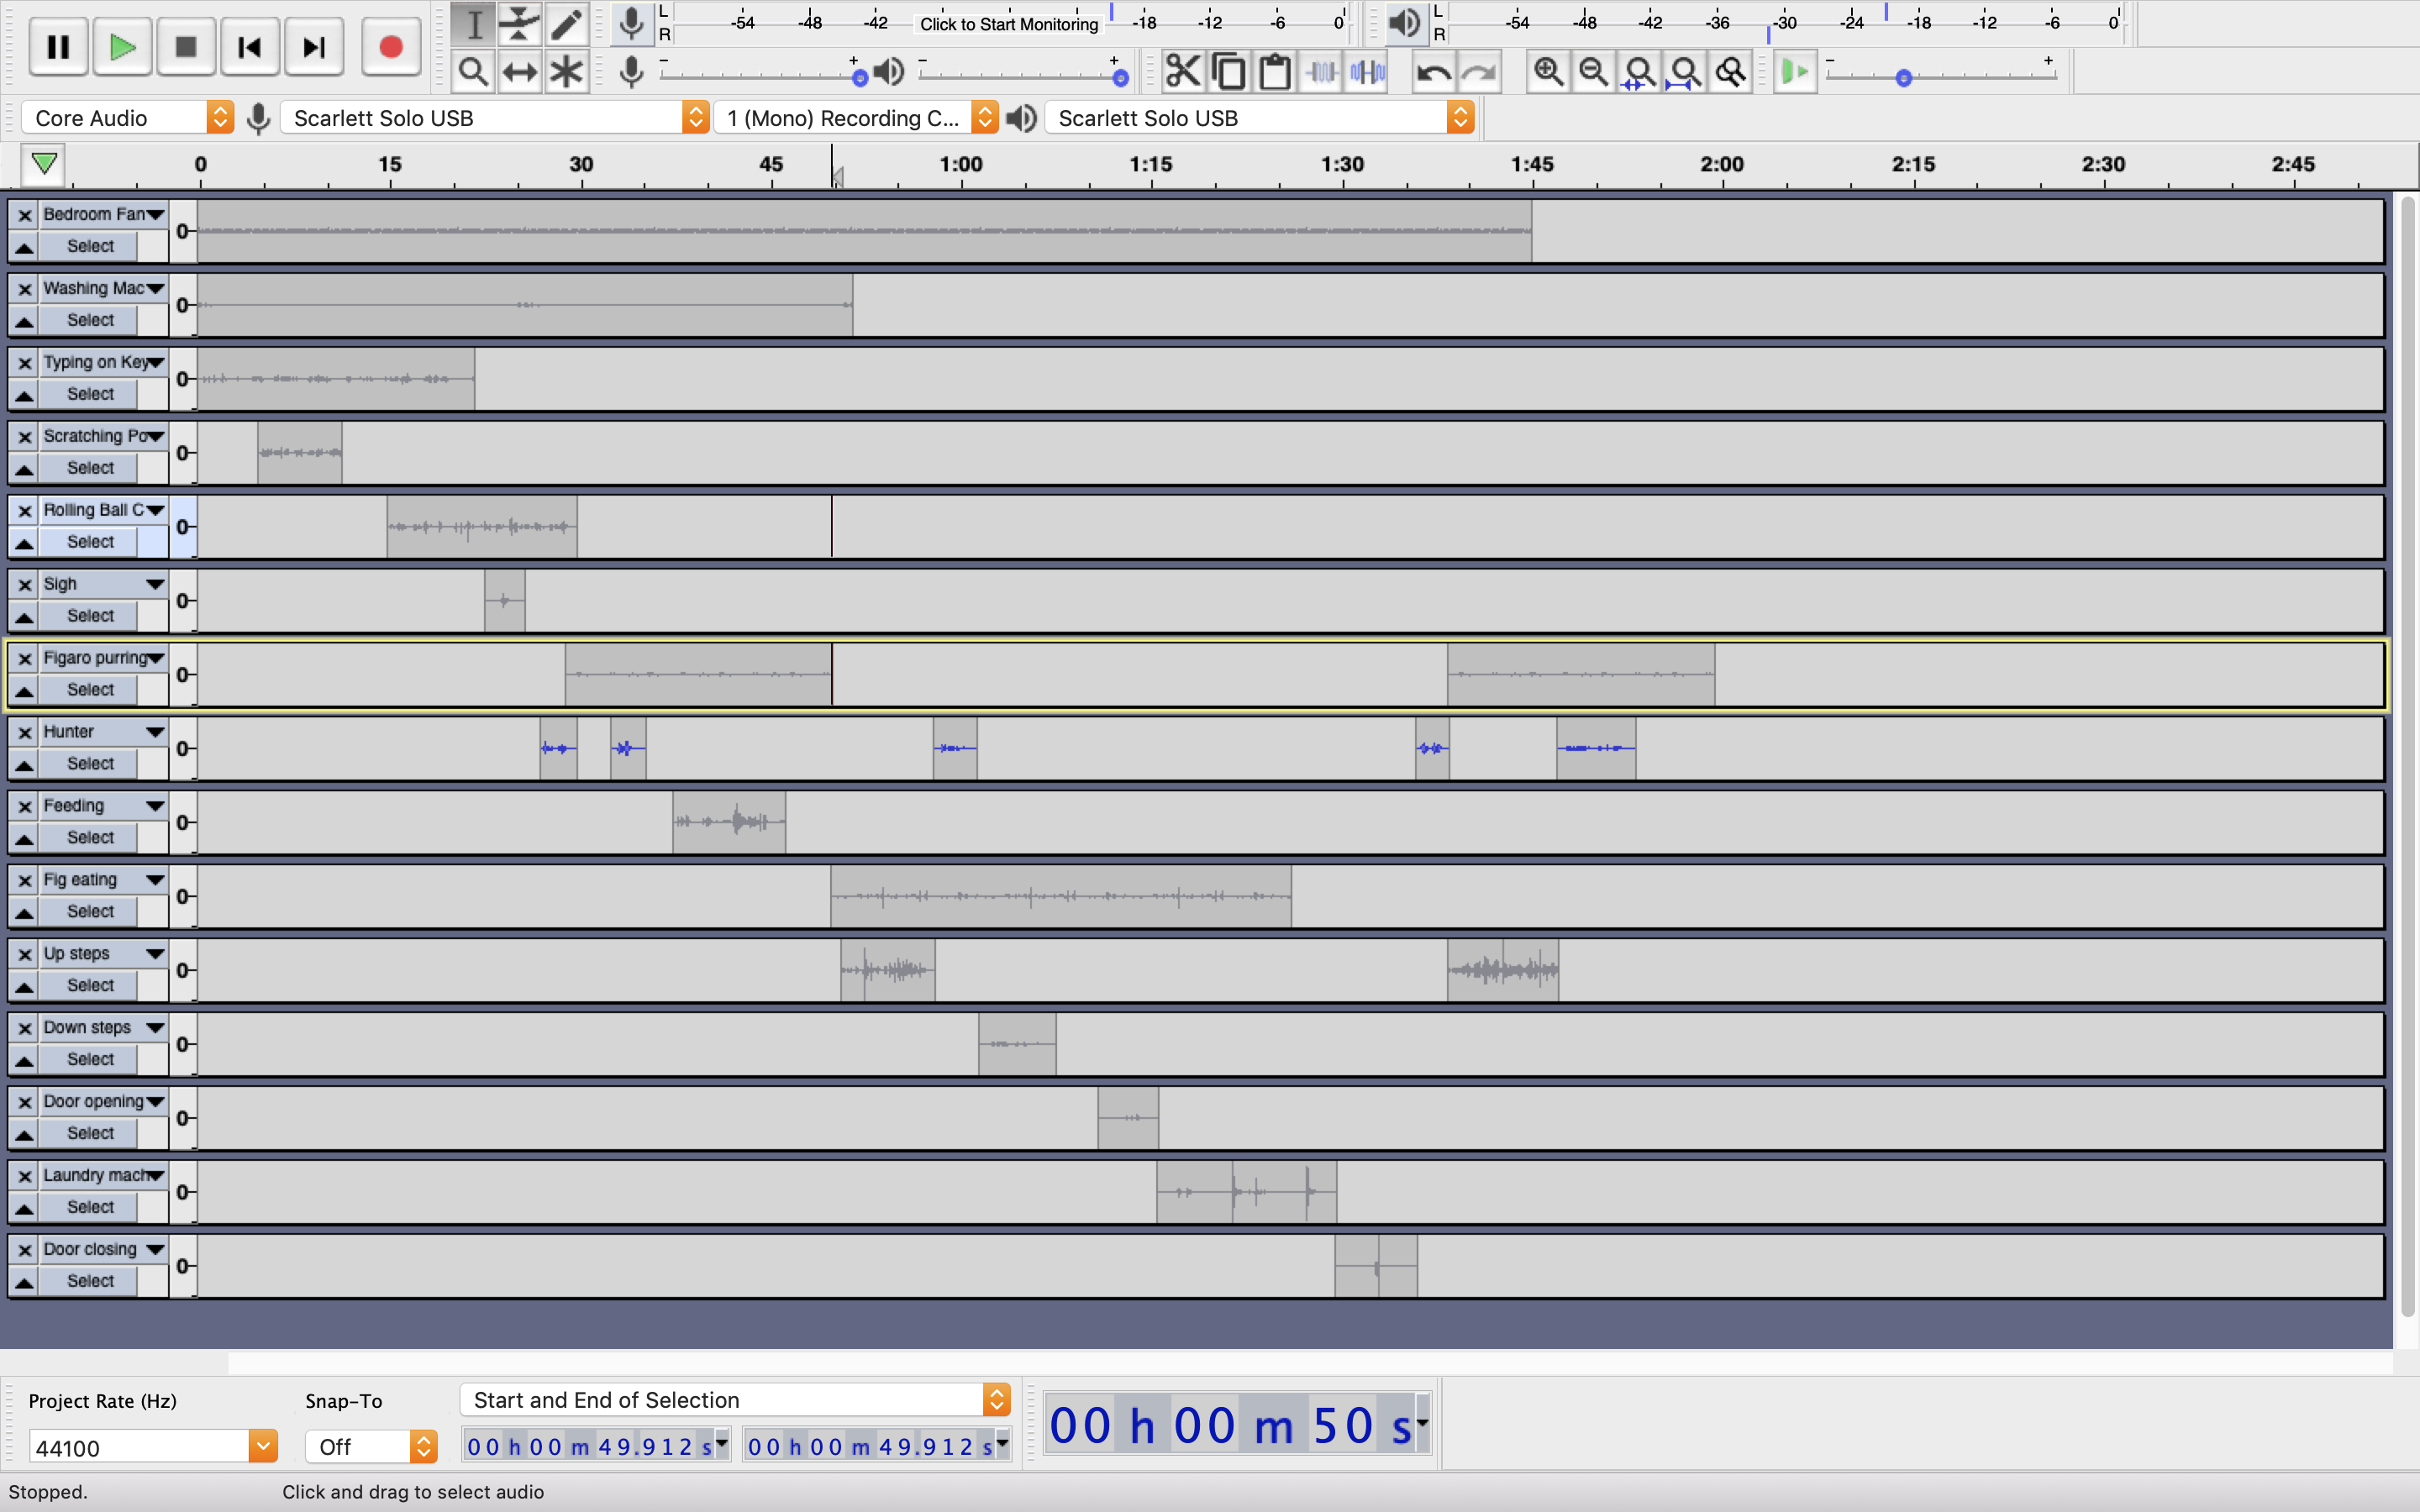 L
R
-54 -48 -42 Click to Start Monitoring -18 -12 -6 0
L
R
-54 -48 -42 -36 -30 -24 -18 -12 -6 0
- + - + - +
Core Audio Scarlett Solo USB 1 (Mono) Recording C... Scarlett Solo USB
0 15 30 45 1:00 1:15 1:30 1:45 2:00 2:15 2:30 2:45
Bedroom Fan
Select
0-
Washing Mac
Select
0-
Typing on Key
Select
0-
Scratching Po
Select
0-
Rolling Ball C
Select
0-
Sigh
Select
0-
Figaro purring
Select
0-
Hunter
Select
0-
Feeding
Select
0-
Fig eating
Select
0-
Up steps
Select
0-
Down steps
Select
0-
Door opening
Select
0-
Laundry mach
Select
0-
Door closing
Select
0-
Project Rate (Hz) Snap-To Start and End of Selection
44100 Off 00 h 00 m 49.912 s 00 h 00 m 49.912 s
00 h 00 m 50 s
Stopped. Click and drag to select audio